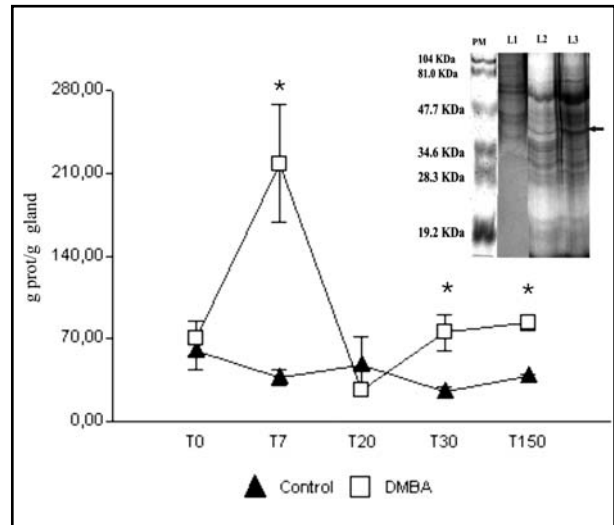 PM L1 L2 L3
104 KDa
81.0 KDa
47.7 KDa
34.6 KDa
28.3 KDa
19.2 KDa
g prot/g gland
280,00
210,00
140,00
70,00
0,00
*
*
*
T0 T7 T20 T30 T150
Control DMBA